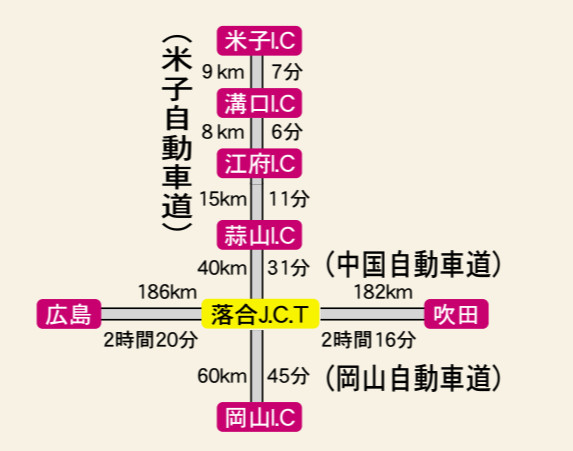 （米子自動車道）
米子I.C
9km 7分
溝口I.C
8km 6分
江府I.C
15km 11分
蒜山I.C
40km 31分 （中国自動車道）
186km 182km
広島 落合J.C.T 吹田
2時間20分 2時間16分
60km 45分 （岡山自動車道）
岡山I.C